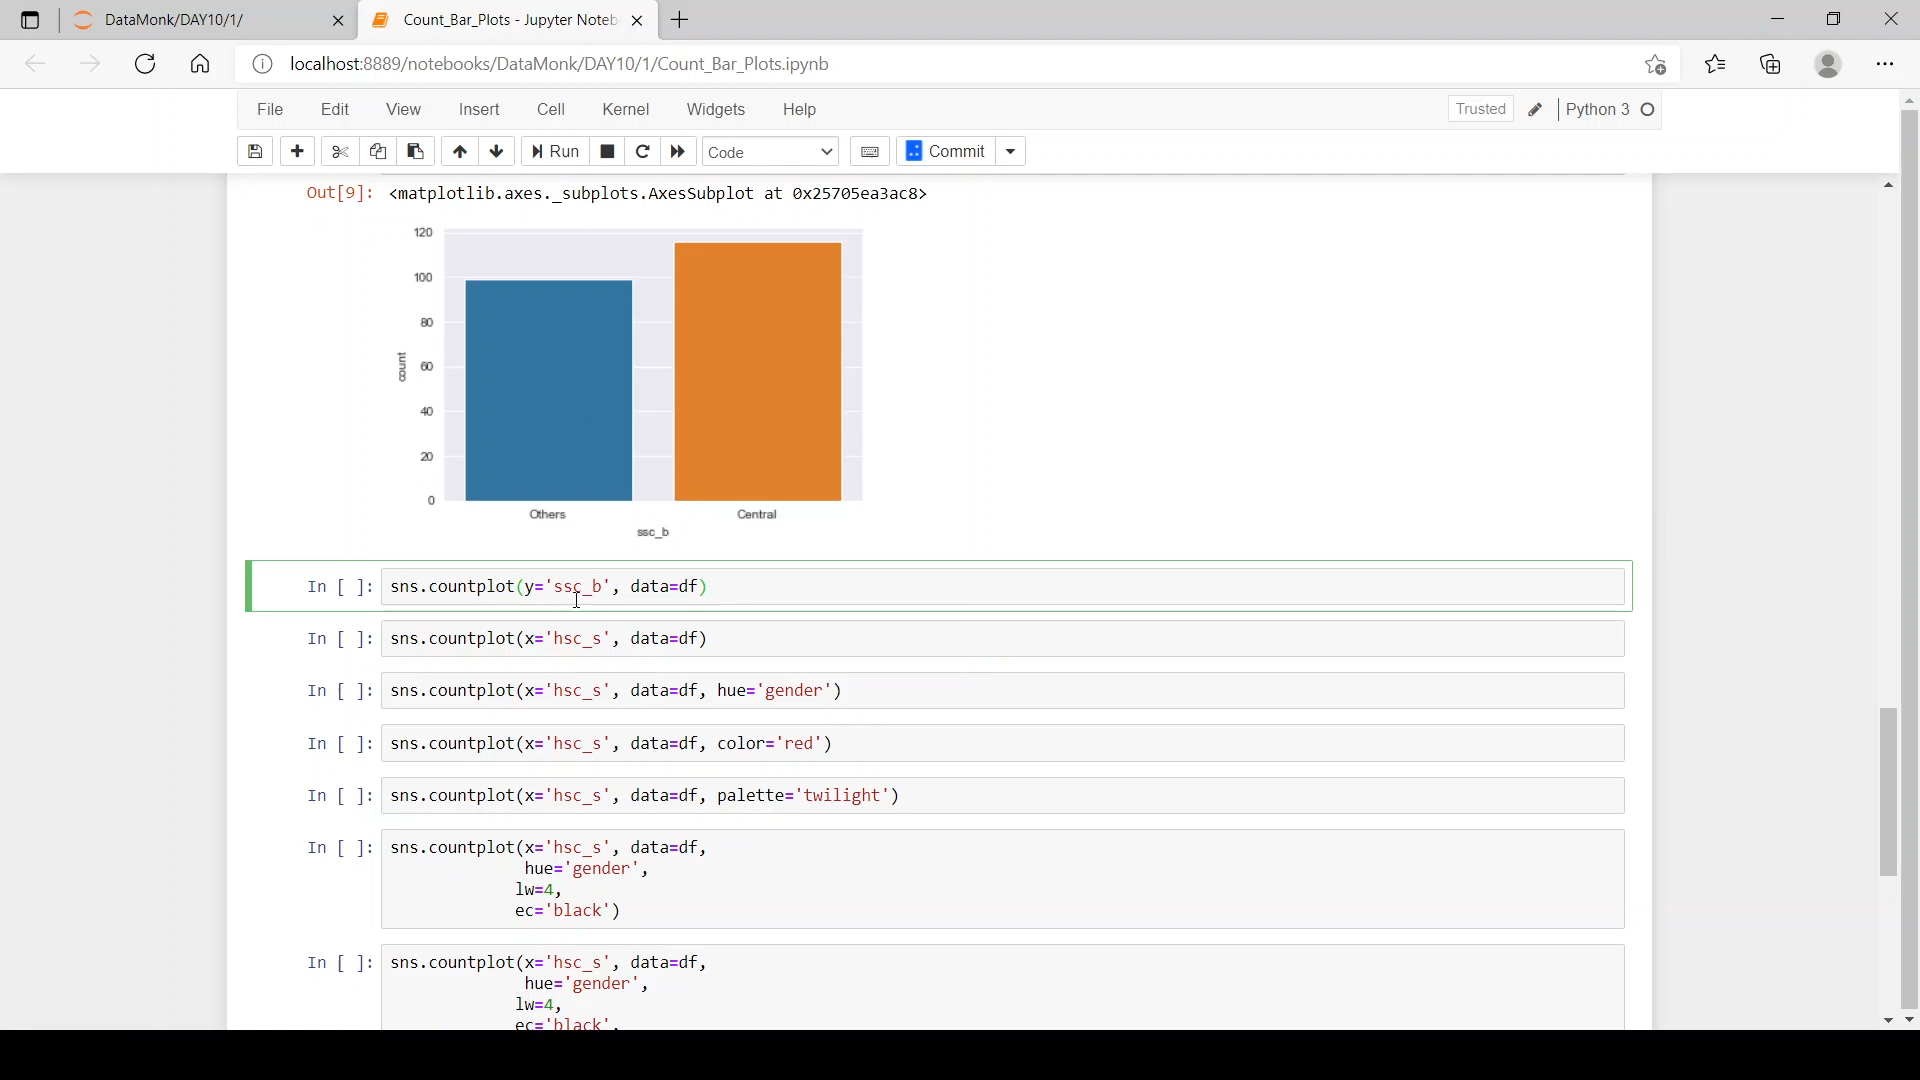 DataMonk/DAY10/1/
Count_Bar_Plots - Jupyter Noteb
localhost:8889/notebooks/DataMonk/DAY10/1/Count_Bar_Plots.ipynb
File Edit View Insert Cell Kernel Widgets Help Trusted Python 3
Run Code Commit
Out[9]: <matplotlib.axes._subplots.AxesSubplot at 0x25705ea3ac8>
120
100
80
60
40
20
0
count
Others Central
ssc_b
In [ ]: sns.countplot(y='ssc_b', data=df)
In [ ]: sns.countplot(x='hsc_s', data=df)
In [ ]: sns.countplot(x='hsc_s', data=df, hue='gender')
In [ ]: sns.countplot(x='hsc_s', data=df, color='red')
In [ ]: sns.countplot(x='hsc_s', data=df, palette='twilight')
In [ ]: sns.countplot(x='hsc_s', data=df,
hue='gender',
lw=4,
ec='black')
In [ ]: sns.countplot(x='hsc_s', data=df,
hue='gender',
lw=4,
ec='black',